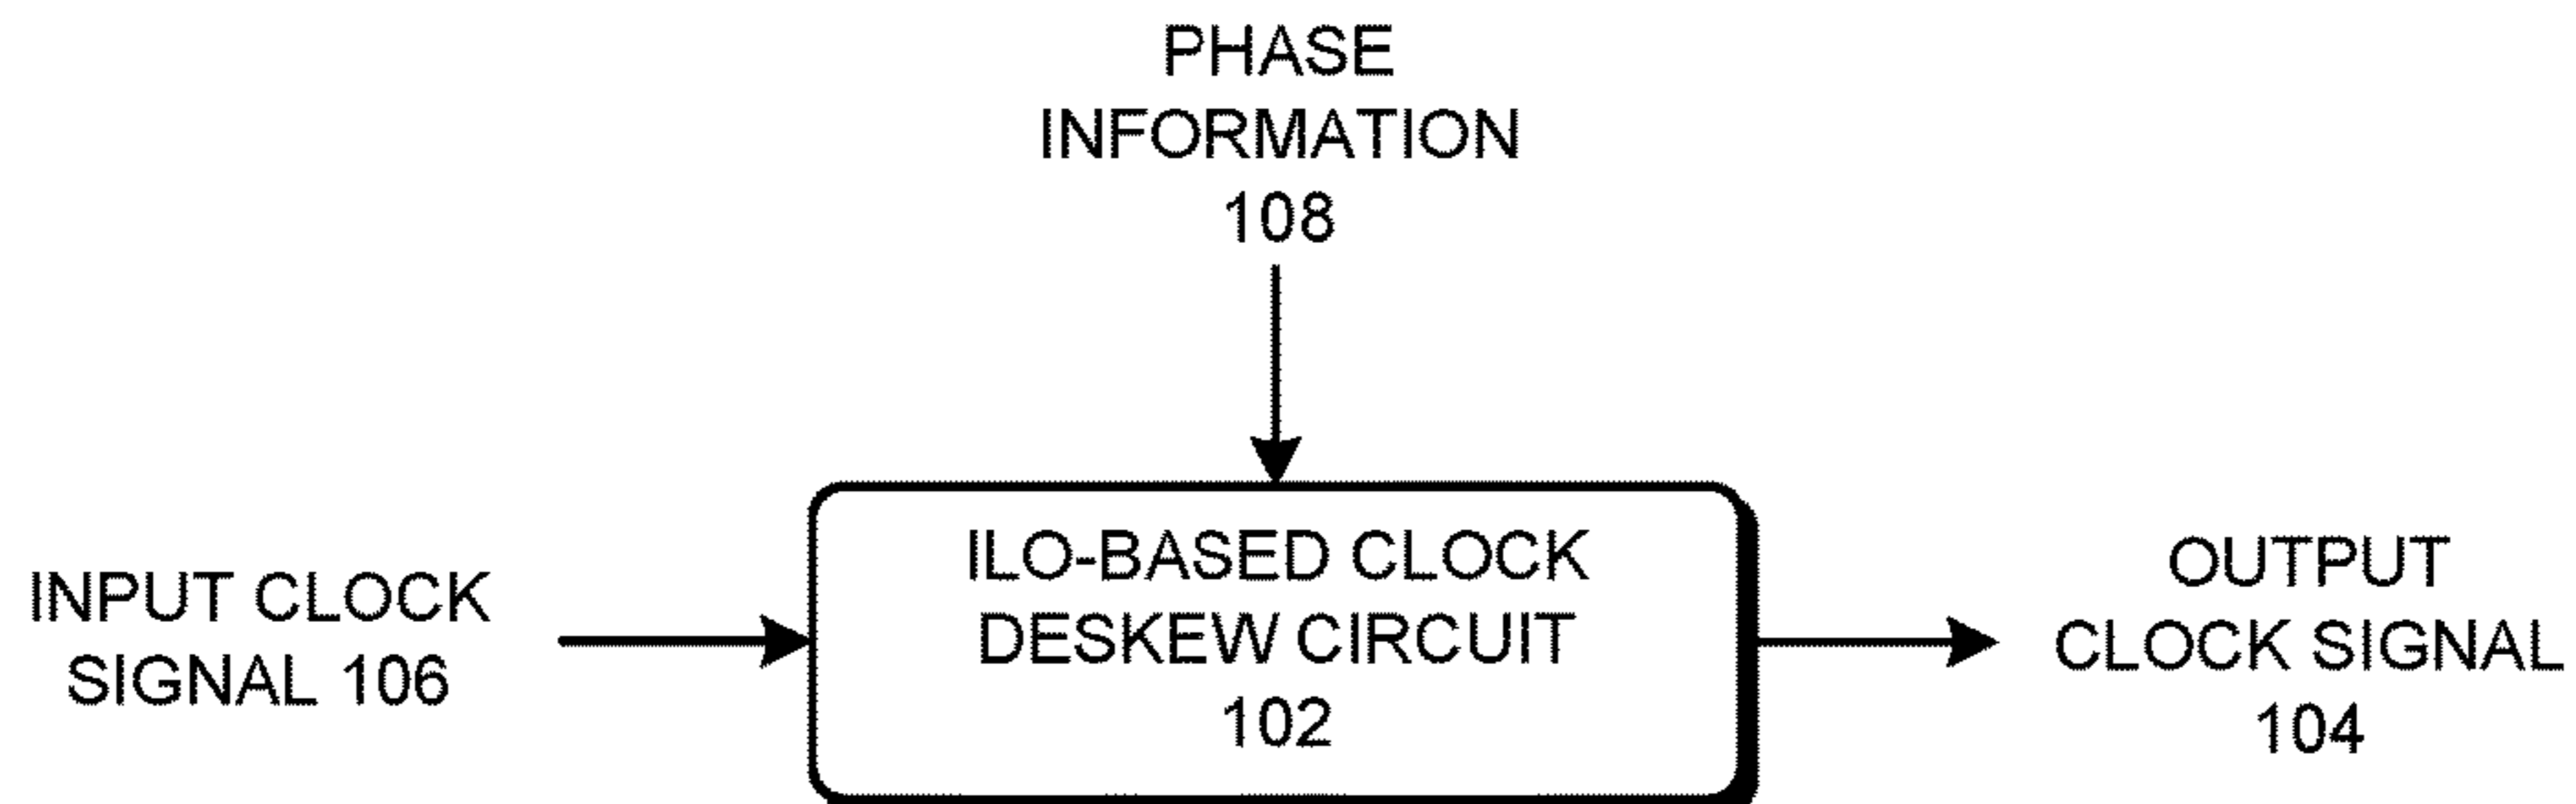 PHASE
INFORMATION
108
INPUT CLOCK
SIGNAL 106
ILO-BASED CLOCK
DESKEW CIRCUIT
102
OUTPUT
CLOCK SIGNAL
104